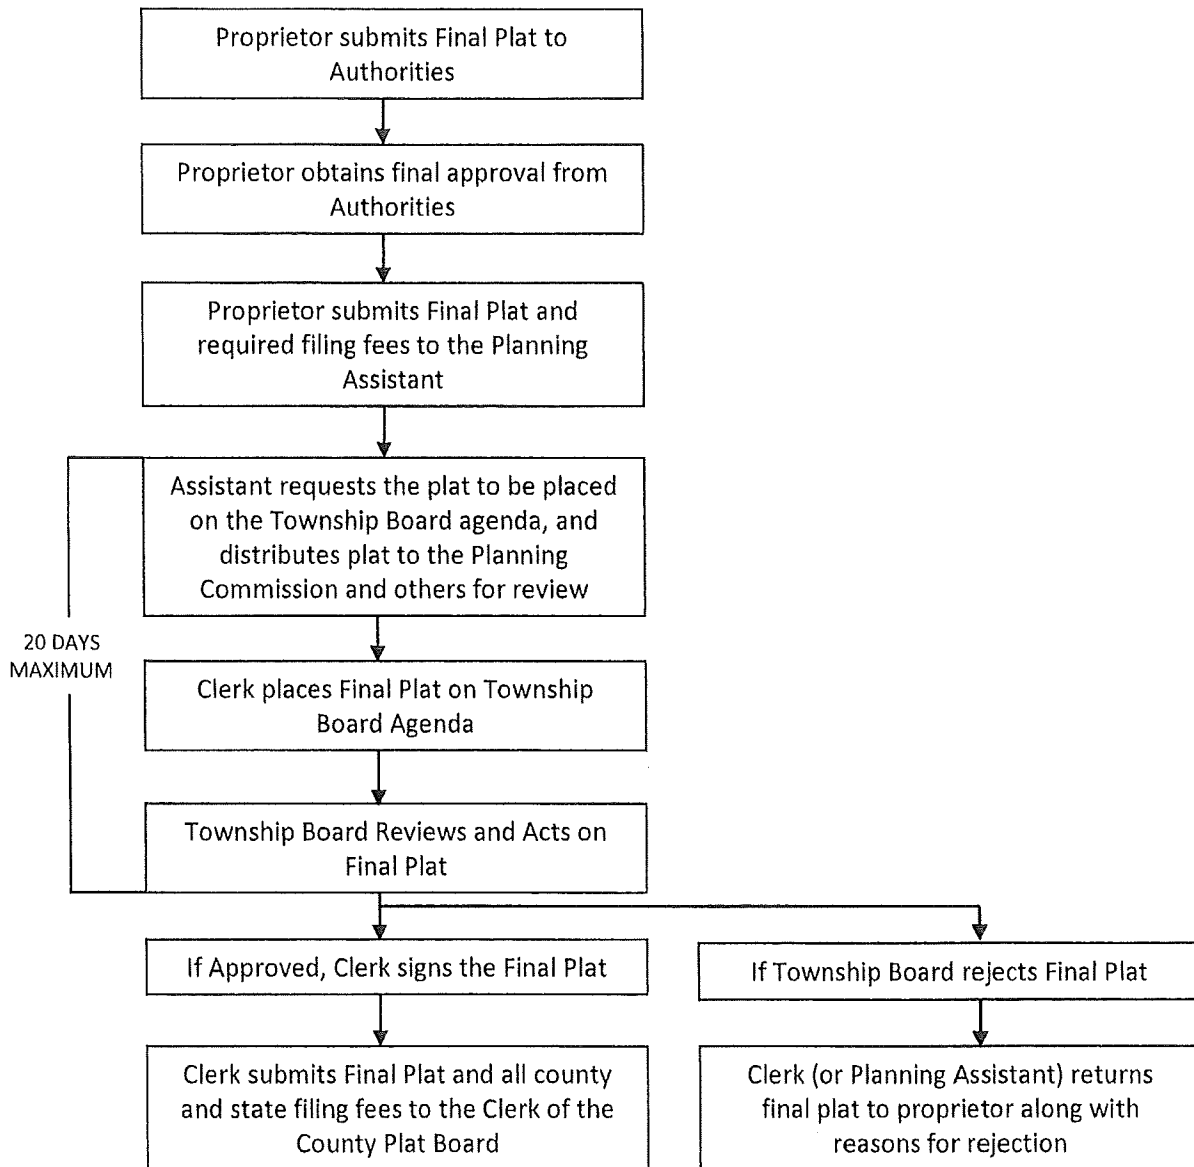 Proprietor submits Final Plat to
Authorities
Proprietor obtains final approval from
Authorities
Proprietor submits Final Plat and
required filing fees to the Planning
Assistant
Assistant requests the plat to be placed
on the Township Board agenda, and
distributes plat to the Planning
Commission and others for review
20 DAYS
MAXIMUM
Clerk places Final Plat on Township
Board Agenda
Township Board Reviews and Acts on
Final Plat
If Approved, Clerk signs the Final Plat
If Township Board rejects Final Plat
Clerk submits Final Plat and all county
and state filing fees to the Clerk of the
County Plat Board
Clerk (or Planning Assistant) returns
final plat to proprietor along with
reasons for rejection